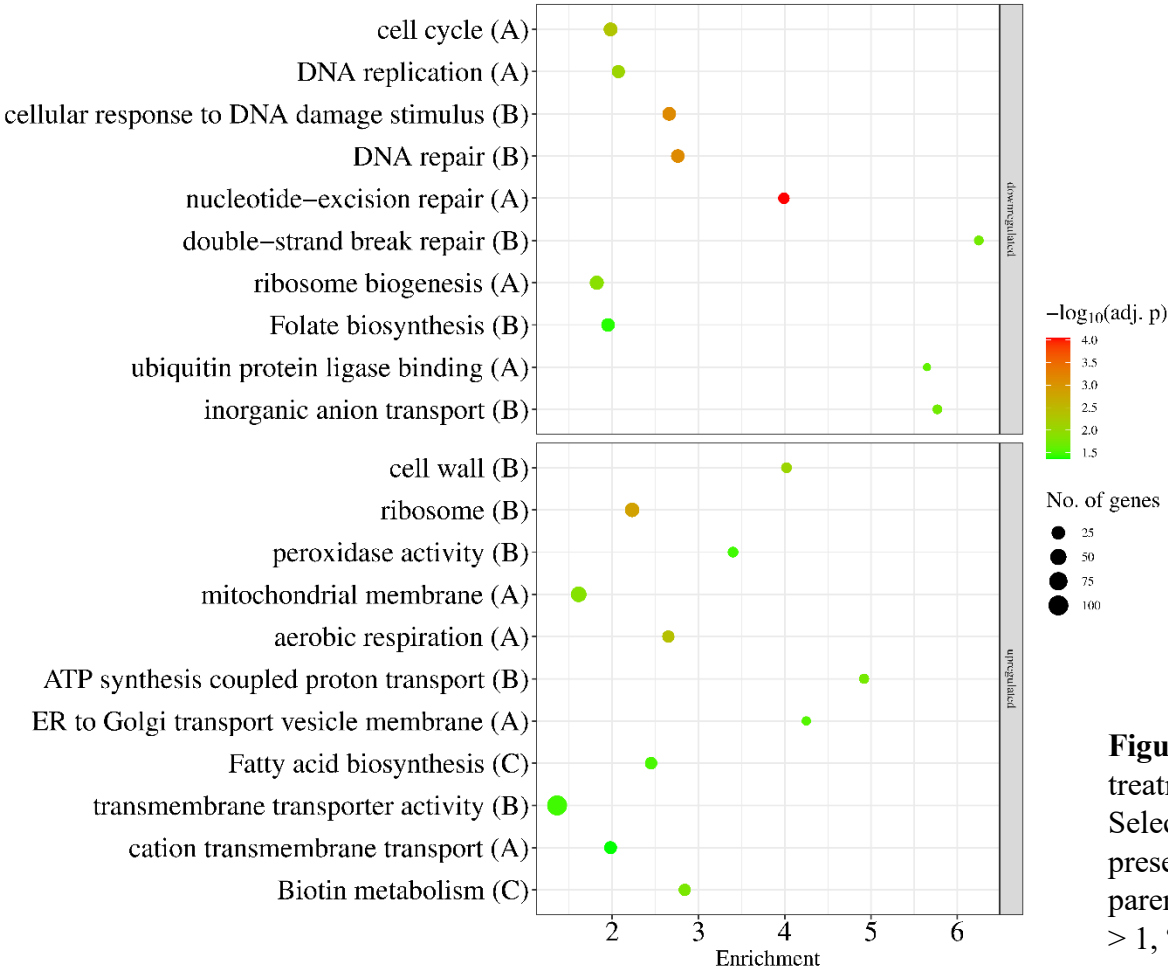 cell cycle (A)
DNA replication (A)
cellular response to DNA damage stimulus (B)
DNA repair (B)
nucleotide−excision repair (A)
double−strand break repair (B)
ribosome biogenesis (A)
Folate biosynthesis (B)
ubiquitin protein ligase binding (A)
inorganic anion transport (B)
downregulated
cell wall (B)
ribosome (B)
peroxidase activity (B)
mitochondrial membrane (A)
aerobic respiration (A)
ATP synthesis coupled proton transport (B)
ER to Golgi transport vesicle membrane (A)
Fatty acid biosynthesis (C)
transmembrane transporter activity (B)
cation transmembrane transport (A)
Biotin metabolism (C)
upregulated
2 3 4 5 6
Enrichment
−log10(adj. p)
4.0
3.5
3.0
2.5
2.0
1.5
No. of genes
25
50
75
100
Figu
treatr
Selec
prese
paren
> 1,